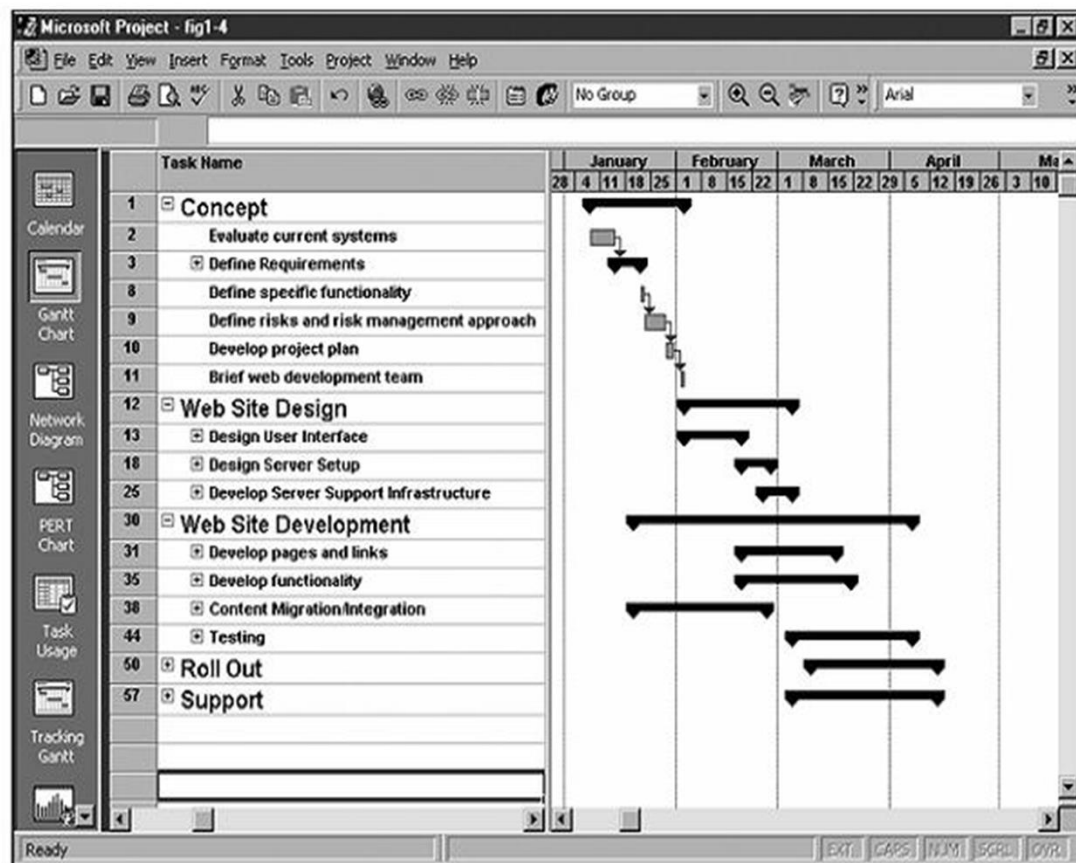 Microsoft Project - fig1-4
File Edit View Insert Format Tools Project Window Help
No Group Arial
Task Name
January February March April Ma
28 4 11 18 25 1 8 15 22 1 8 15 22 29 5 12 19 26 3 10
1 Concept
2 Evaluate current systems
3 Define Requirements
8 Define specific functionality
9 Define risks and risk management approach
10 Develop project plan
11 Brief web development team
12 Web Site Design
13 Design User Interface
18 Design Server Setup
25 Develop Server Support Infrastructure
30 Web Site Development
31 Develop pages and links
35 Develop functionality
38 Content Migration/Integration
44 Testing
50 Roll Out
57 Support
Calendar
Gantt
Chart
Network
Diagram
PERT
Chart
Task
Usage
Tracking
Gantt
Ready EXT CAPS NUM SCRL OVR